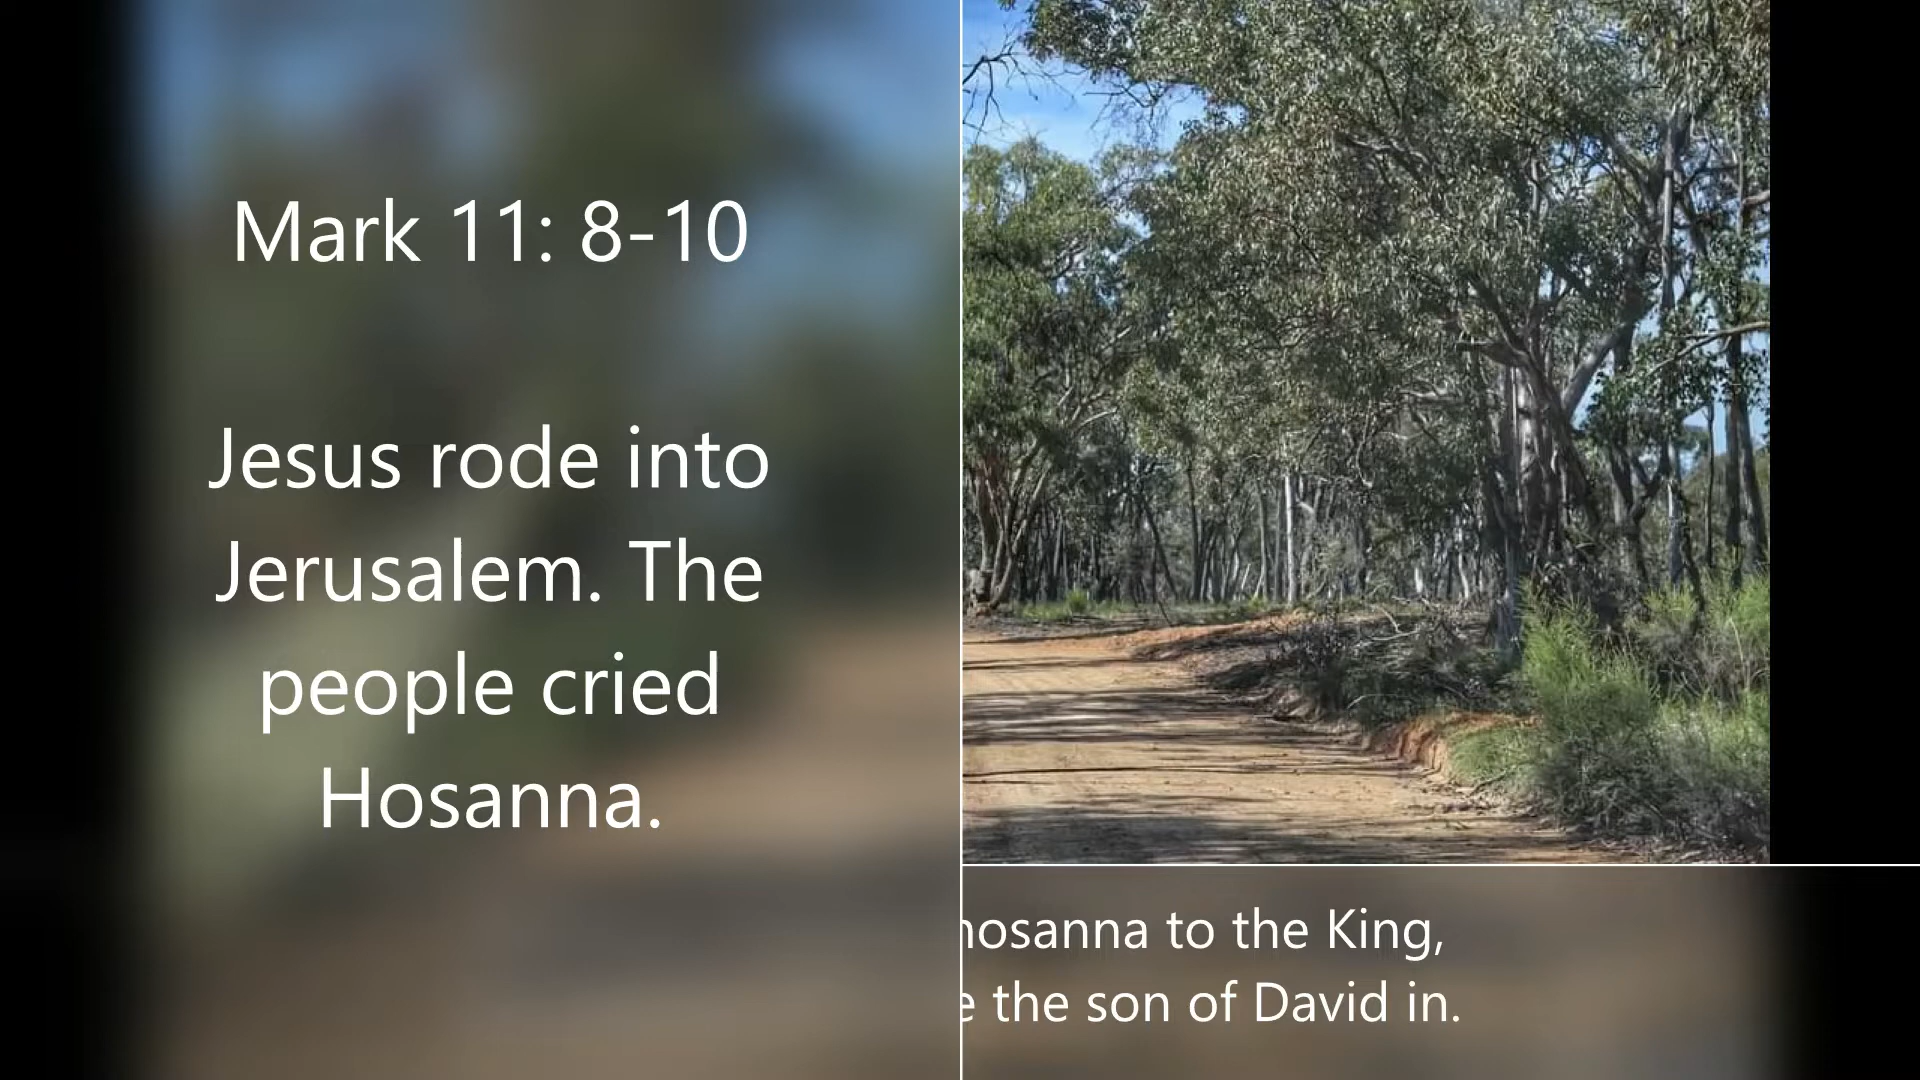 Mark 11: 8-10
Jesus rode into
Jerusalem. The
people cried
Hosanna.
to the King,
the son of David in.